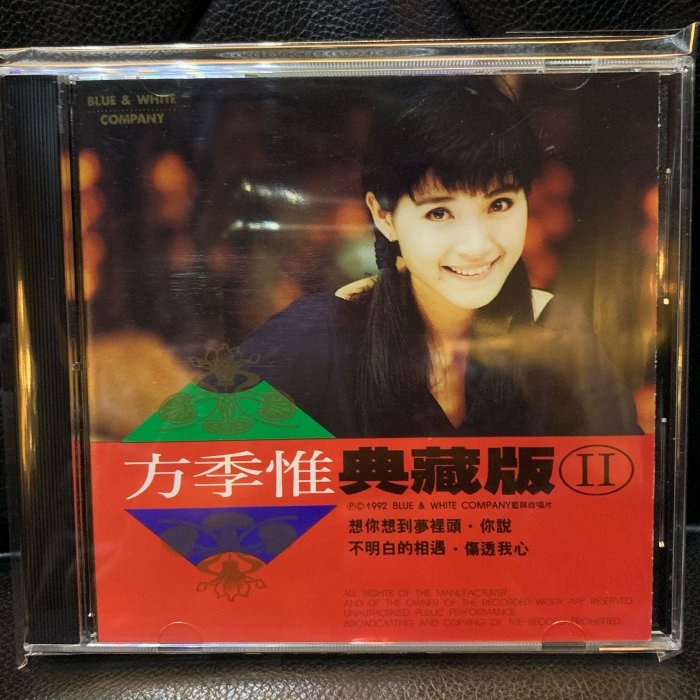 BLUE & WHITE
COMPANY
方季惟 典藏版 II
ⓅⒸ1992 BLUE & WHITE COMPANY藍與白唱片
想你想到夢裡頭·你說
不明白的相遇·傷透我心
ALL RIGHTS OF THE MANUFACTURER
AND OF THE OWNER OF THE RECORDED WORK ARE RESERVED.
UNAUTHORIZED PUBLIC PERFORMANCE,
BROADCASTING AND COPYING OF THE RECORD PROHIBITED.